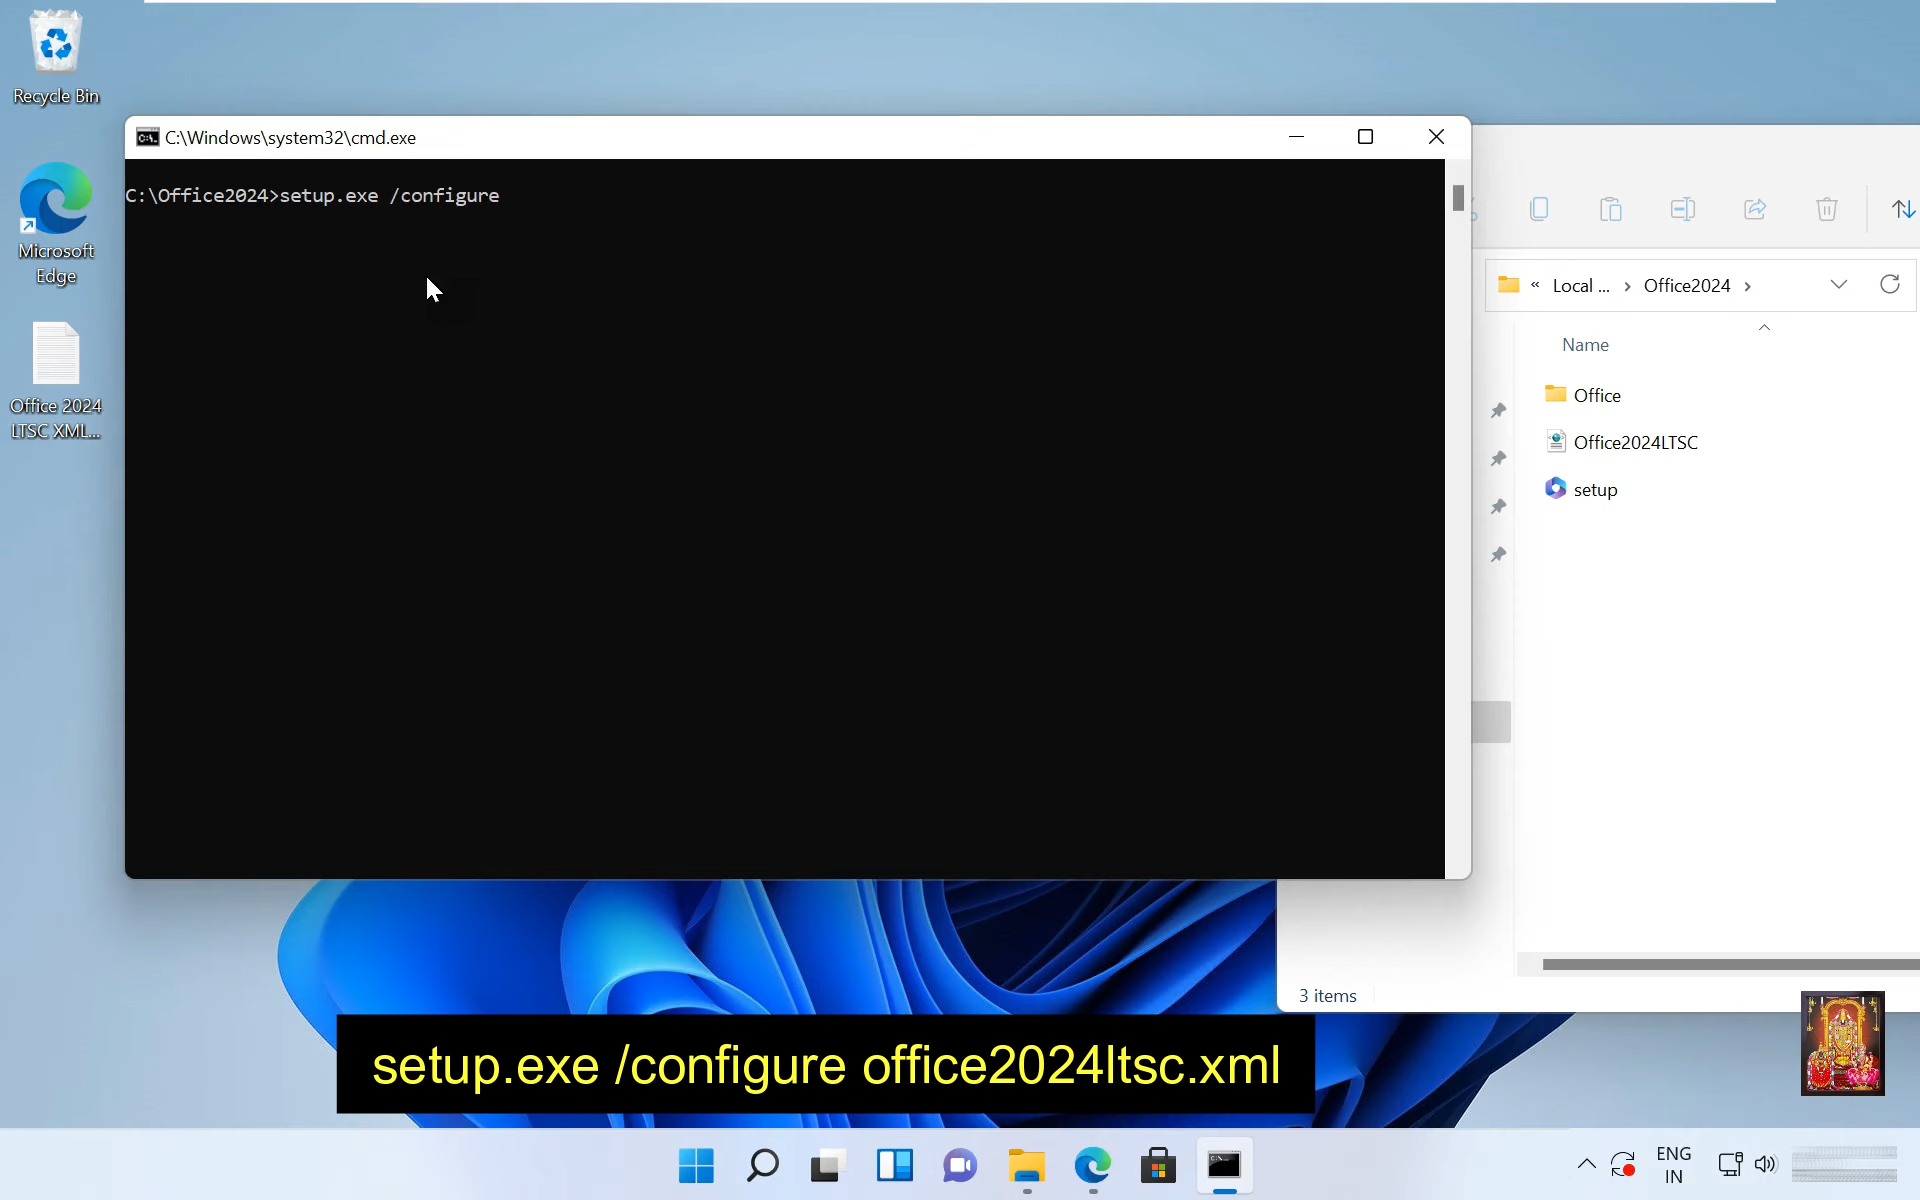 Recycle Bin
Microsoft
Edge
Office 2024
LTSC XML...
C:\Windows\system32\cmd.exe
C:\Office2024>setup.exe /configure
« Local ... › Office2024 ›
Name
Office
Office2024LTSC
setup
3 items
setup.exe /configure office2024ltsc.xml
ENG
IN